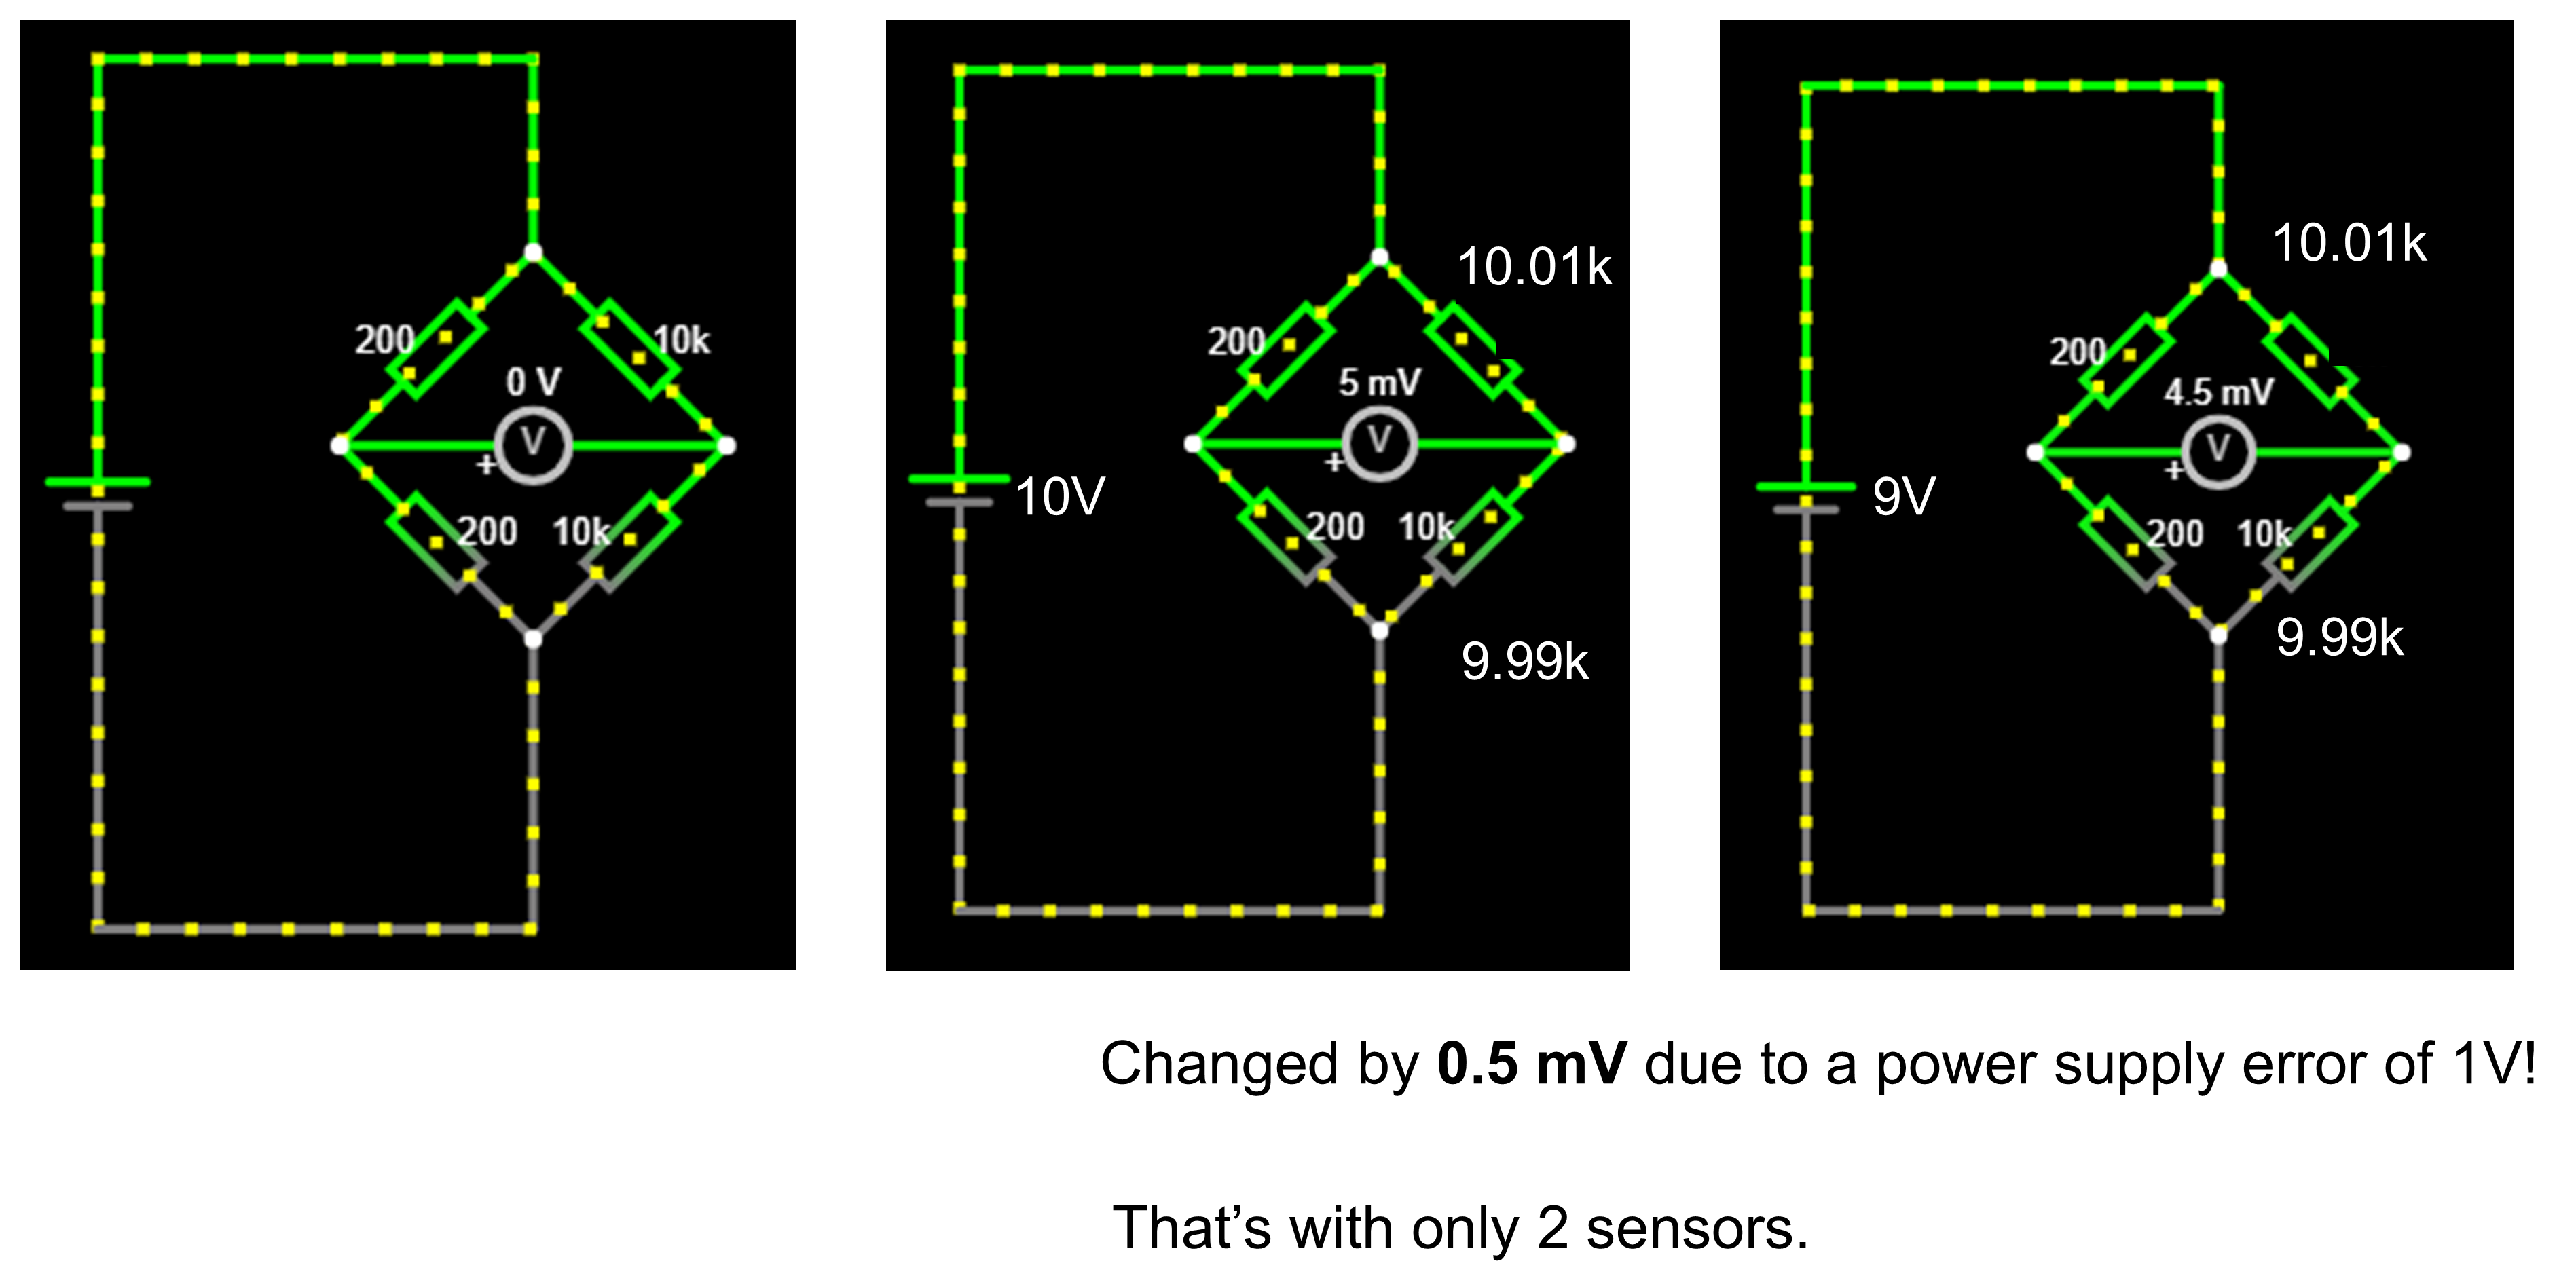 200
10k
0 V
V
+
200 10k
10.01k
200
5 mV
V
+
10V
200 10k
9.99k
10.01k
200
4.5 mV
V
+
9V
200 10k
9.99k
Changed by 0.5 mV due to a power supply error of 1V!
That’s with only 2 sensors.